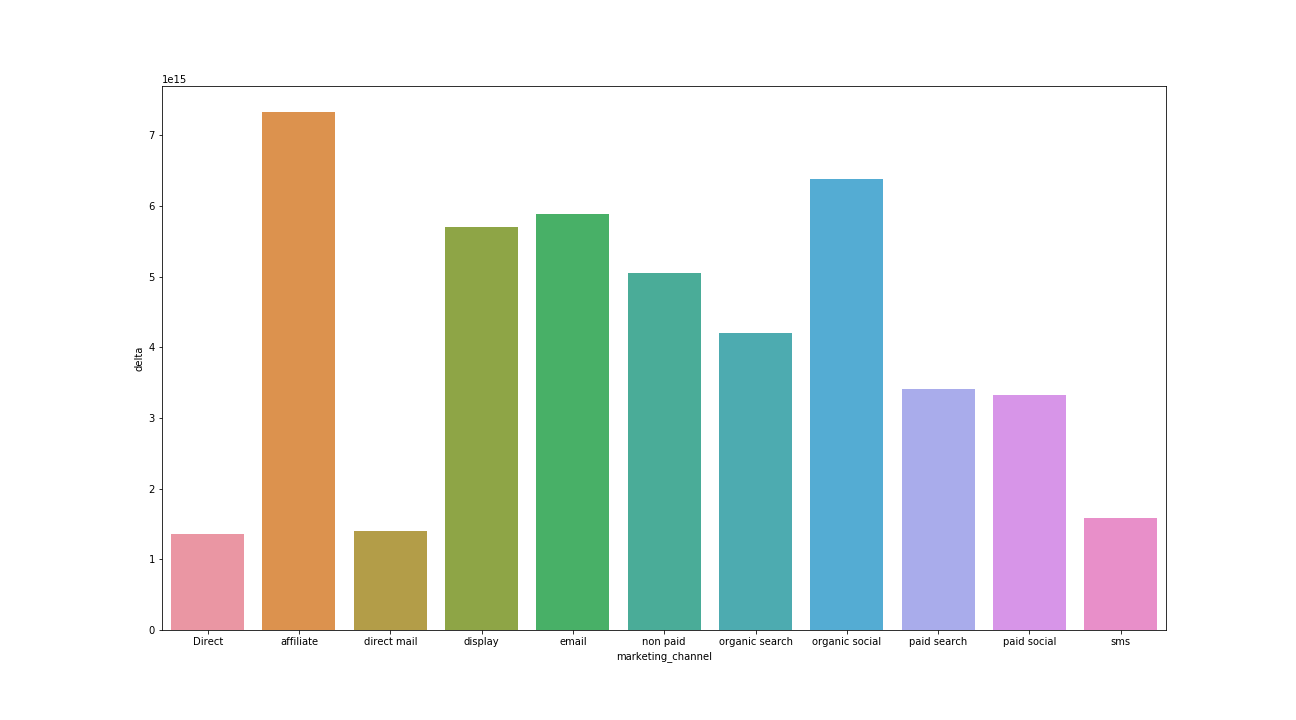 1e15
7
6
5
4
3
2
1
0
delta
Direct affiliate direct mail display email non paid organic search organic social paid search paid social sms
marketing_channel